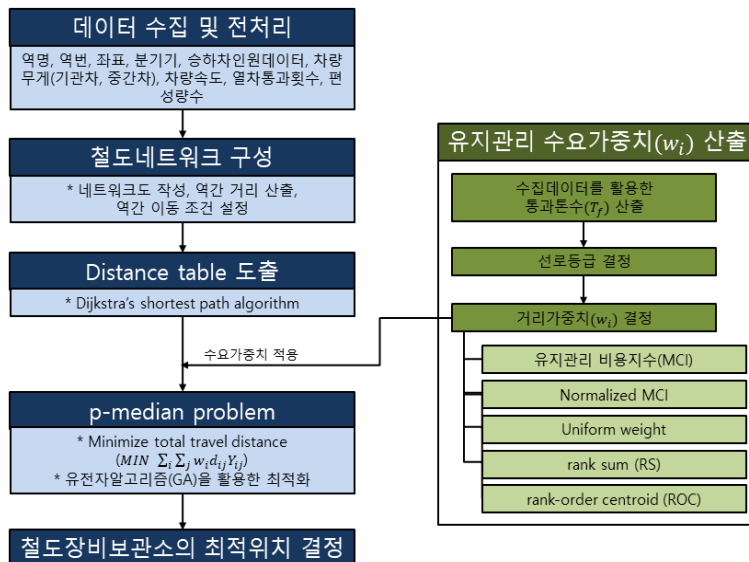 데이터 수집 및 전처리
역명, 역번, 좌표, 분기기, 승하차인원데이터, 차량
무게(기관차, 중간차), 차량속도, 열차통과횟수, 편
성량수
철도네트워크 구성
* 네트워크도 작성, 역간 거리 산출,
역간 이동 조건 설정
Distance table 도출
* Dijkstra's shortest path algorithm
수요가중치 적용
p-median problem
* Minimize total travel distance
(MIN ∑ᵢ ∑ⱼ wᵢdᵢⱼYᵢⱼ)
* 유전자알고리즘(GA)을 활용한 최적화
철도장비보관소의 최적위치 결정
유지관리 수요가중치(wᵢ) 산출
수집데이터를 활용한
통과톤수(T_f) 산출
선로등급 결정
거리가중치(wᵢ) 결정
유지관리 비용지수(MCI)
Normalized MCI
Uniform weight
rank sum (RS)
rank-order centroid (ROC)